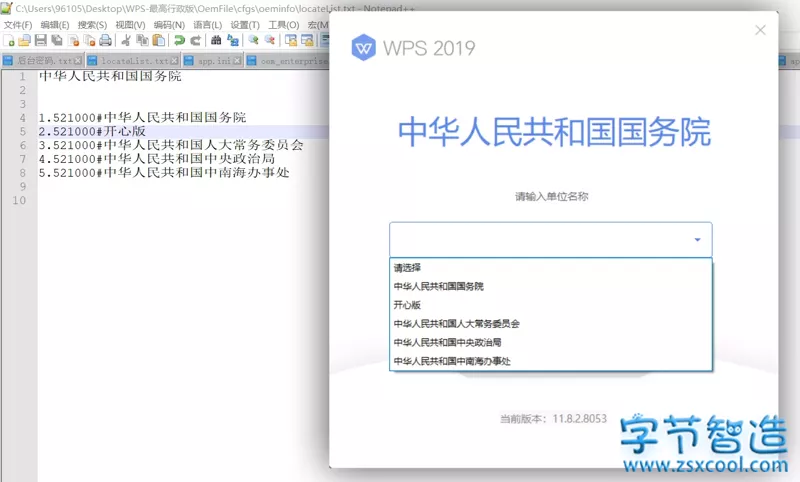 C:\Users\96105\Desktop\WPS-最高行政版\OemFile\cfgs\oeminfo\locateList.txt - Notepad++
文件(F) 编辑(E) 搜索(S) 视图(V) 编码(N) 语言(L) 设置(T) 工具(O) 宏(M)
后台密码.txt locateList.txt app.ini oem_enterprise
1 中华人民共和国国务院
2
3
4 1.521000#中华人民共和国国务院
5 2.521000#开心版
6 3.521000#中华人民共和国人大常务委员会
7 4.521000#中华人民共和国中央政治局
8 5.521000#中华人民共和国中南海办事处
9
10
WPS 2019
中华人民共和国国务院
请输入单位名称
请选择
中华人民共和国国务院
开心版
中华人民共和国人大常务委员会
中华人民共和国中央政治局
中华人民共和国中南海办事处
当前版本：11.8.2.8053
字节智造
www.zsxcool.com